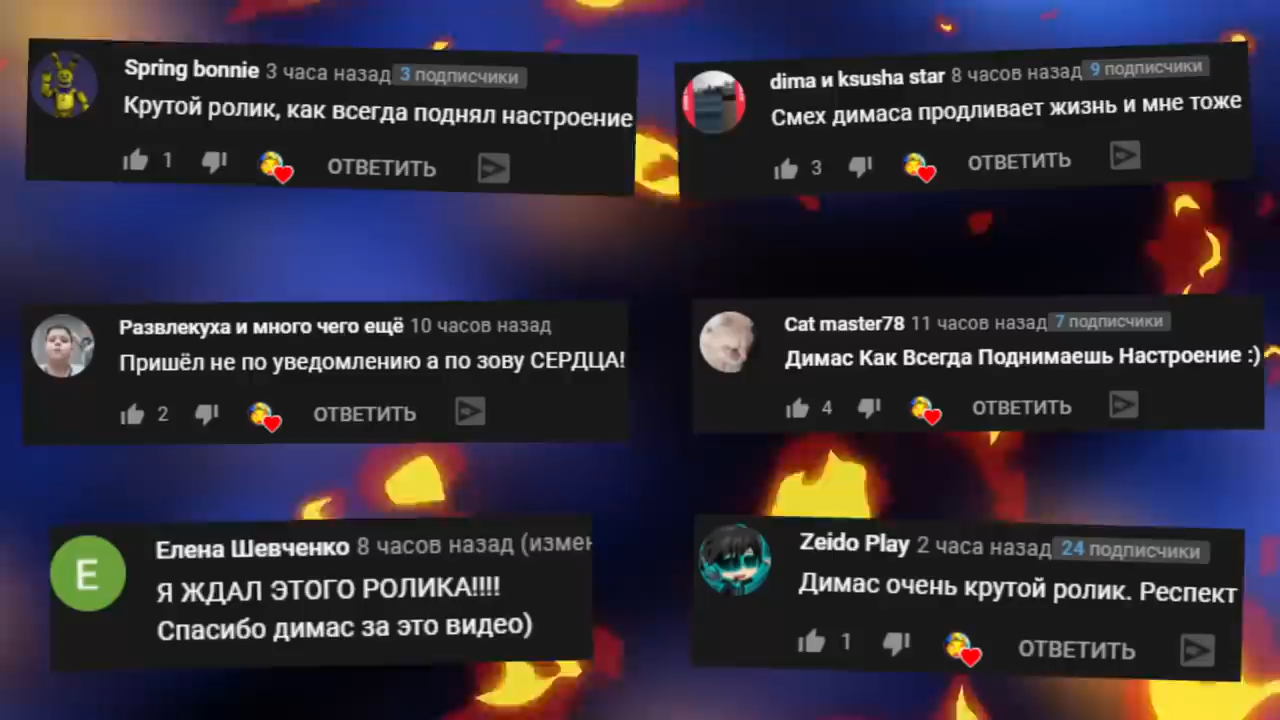 Spring bonnie 3 часа назад 3 подписчики
Крутой ролик, как всегда поднял настроение
1 ОТВЕТИТЬ
dima и ksusha star 8 часов назад 9 подписчики
Смех димаса продливает жизнь и мне тоже
3 ОТВЕТИТЬ
Развлекуха и много чего ещё 10 часов назад
Пришёл не по уведомлению а по зову СЕРДЦА!
2 ОТВЕТИТЬ
Cat master78 11 часов назад 7 подписчики
Димас Как Всегда Поднимаешь Настроение :)
4 ОТВЕТИТЬ
Е
Елена Шевченко 8 часов назад (измен
Я ЖДАЛ ЭТОГО РОЛИКА!!!!
Спасибо димас за это видео)
Zeido Play 2 часа назад 24 подписчики
Димас очень крутой ролик. Респект
1 ОТВЕТИТЬ